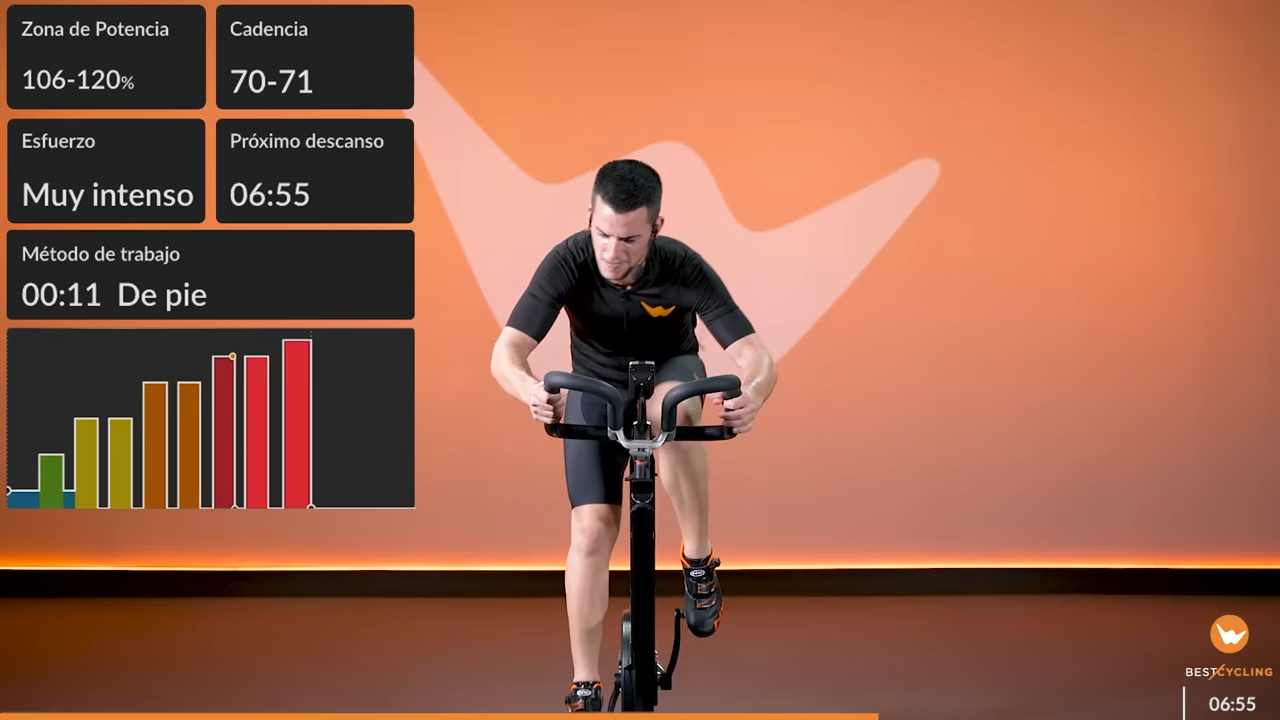 Zona de Potencia
106-120%
Cadencia
70-71
Esfuerzo
Muy intenso
Próximo descanso
06:55
Método de trabajo
00:11 De pie
BESTCYCLING
06:55